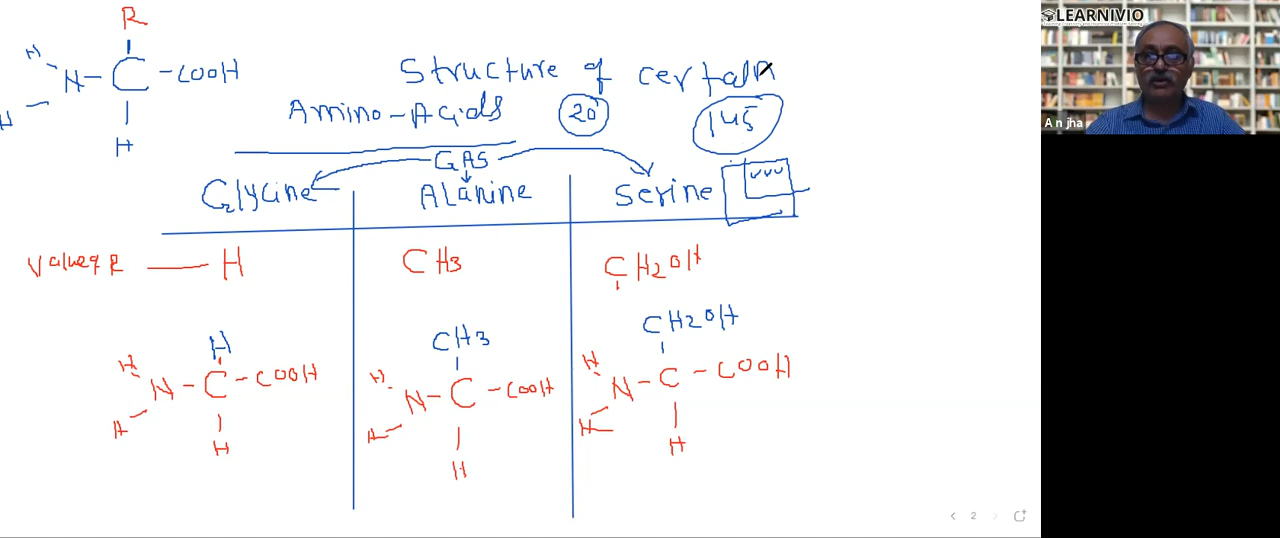 R
H
N - C - COOH
H
H
Structure of certain
Amino-Acids 20 145
GAS
Glycine Alanine Serine
Value of R — H CH3 CH2OH
H CH3 CH2OH
H H H
N - C - COOH N - C - COOH N - C - COOH
H H H
H H H
LEARNIVIO
A n jha
2